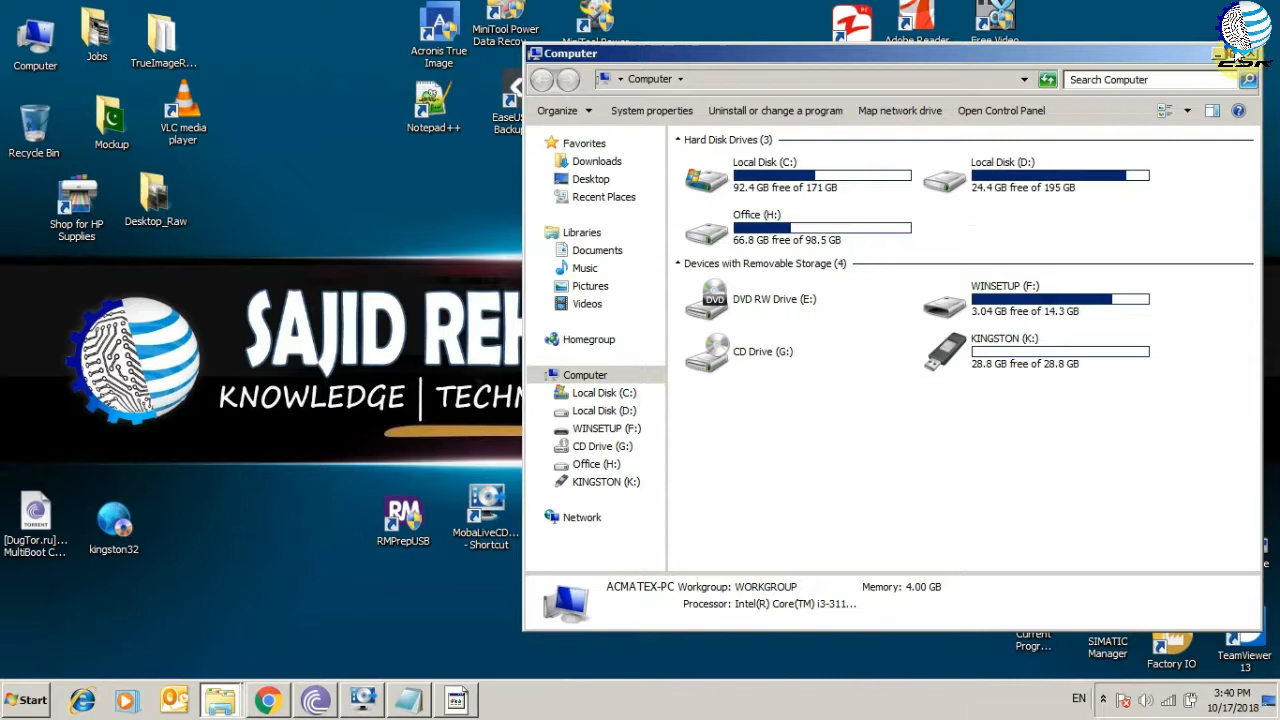 Computer
Jobs
TrueImageR...
Recycle Bin
Mockup
VLC media
player
Shop for HP
Supplies
Desktop_Raw
Acronis True
Image
MiniTool Power
Data Recov...
MiniTool Power
Notepad++
EaseUS
Backup
Adobe Reader
Free Video
SAJID REH
KNOWLEDGE | TECHN
[DugTor.ru]...
MultiBoot C...
TORRENT
kingston32
RM
RMPrepUSB
MobaLiveCD...
- Shortcut
Computer
Computer
Search Computer
Organize
System properties
Uninstall or change a program
Map network drive
Open Control Panel
Favorites
Downloads
Desktop
Recent Places
Libraries
Documents
Music
Pictures
Videos
Homegroup
Computer
Local Disk (C:)
Local Disk (D:)
WINSETUP (F:)
CD Drive (G:)
Office (H:)
KINGSTON (K:)
Network
Hard Disk Drives (3)
Local Disk (C:)
92.4 GB free of 171 GB
Local Disk (D:)
24.4 GB free of 195 GB
Office (H:)
66.8 GB free of 98.5 GB
Devices with Removable Storage (4)
DVD
DVD RW Drive (E:)
WINSETUP (F:)
3.04 GB free of 14.3 GB
CD Drive (G:)
KINGSTON (K:)
28.8 GB free of 28.8 GB
ACMATEX-PC Workgroup: WORKGROUP
Memory: 4.00 GB
Processor: Intel(R) Core(TM) i3-311...
Current
Progr...
SIMATIC
Manager
Factory IO
TeamViewer
13
Start
EN
3:40 PM
10/17/2018